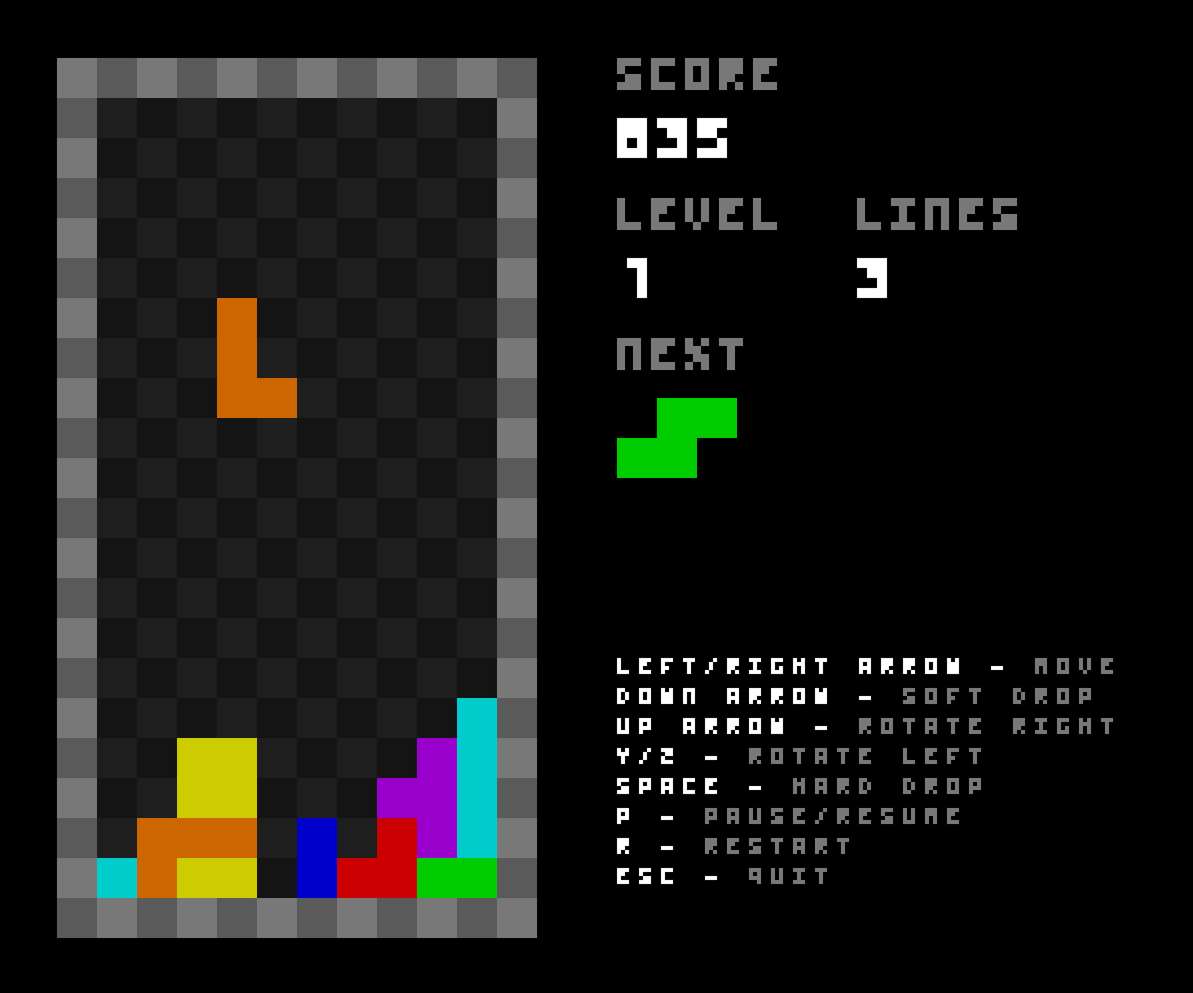 SCORE
035
LEVEL LINES
1 3
NEXT
LEFT/RIGHT ARROW - MOVE
DOWN ARROW - SOFT DROP
UP ARROW - ROTATE RIGHT
Y/Z - ROTATE LEFT
SPACE - HARD DROP
P - PAUSE/RESUME
R - RESTART
ESC - QUIT